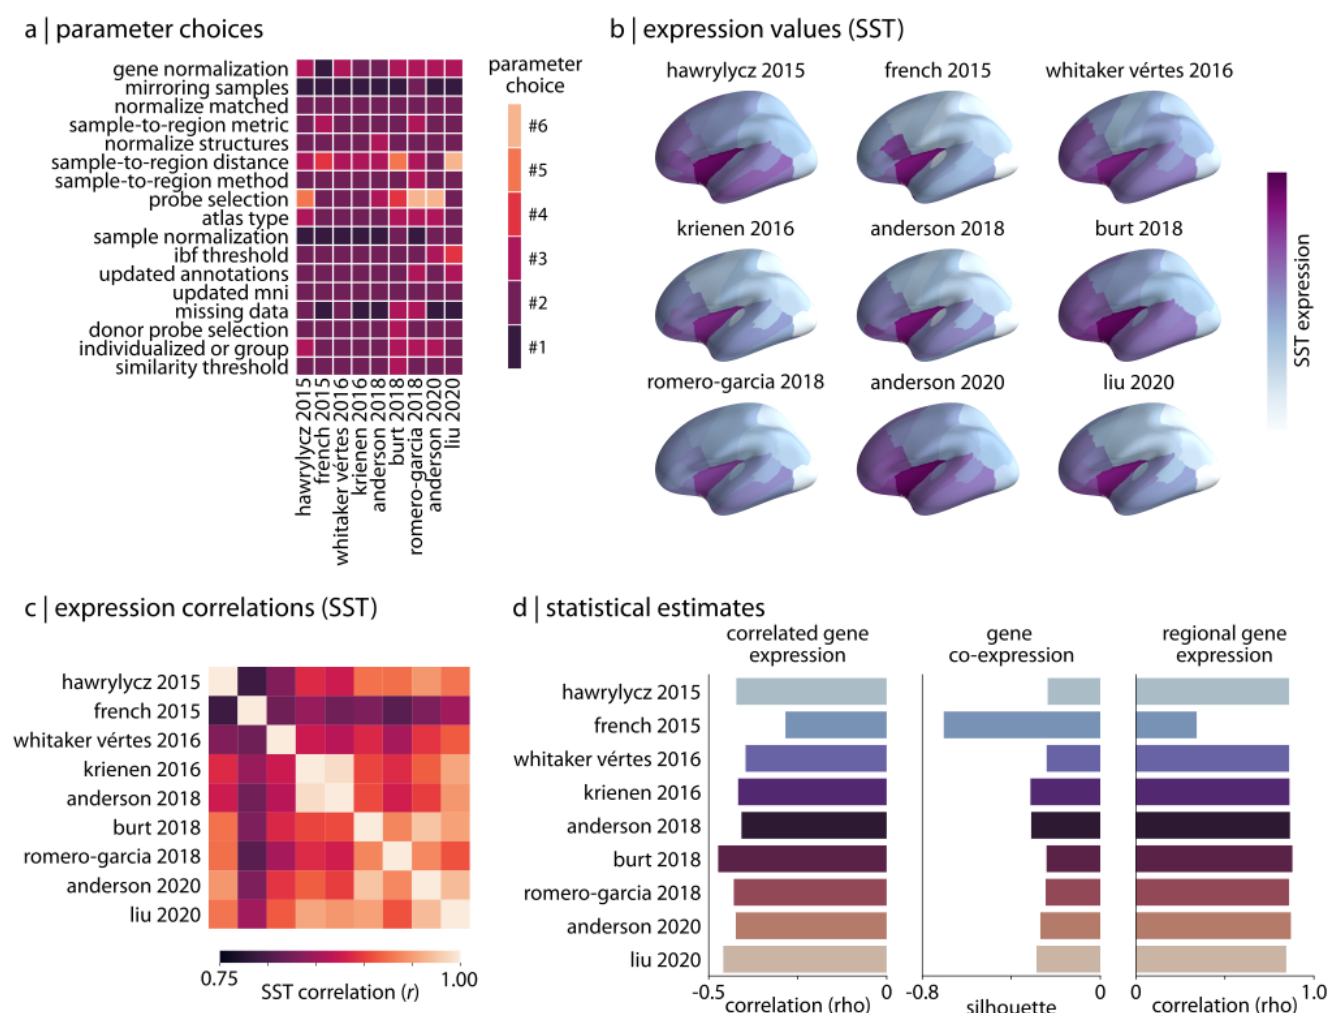 a | parameter choices
gene normalization
mirroring samples
normalize matched
sample-to-region metric
normalize structures
sample-to-region distance
sample-to-region method
probe selection
atlas type
sample normalization
ibf threshold
updated annotations
updated mni
missing data
donor probe selection
individualized or group
similarity threshold
hawrylycz 2015
french 2015
whitaker vértes 2016
krienen 2016
anderson 2018
burt 2018
romero-garcia 2018
anderson 2020
liu 2020
parameter
choice
#6
#5
#4
#3
#2
#1
b | expression values (SST)
hawrylycz 2015
french 2015
whitaker vértes 2016
krienen 2016
anderson 2018
burt 2018
romero-garcia 2018
anderson 2020
liu 2020
SST expression
c | expression correlations (SST)
hawrylycz 2015
french 2015
whitaker vértes 2016
krienen 2016
anderson 2018
burt 2018
romero-garcia 2018
anderson 2020
liu 2020
0.75
1.00
SST correlation (r)
d | statistical estimates
correlated gene
expression
gene
co-expression
regional gene
expression
hawrylycz 2015
french 2015
whitaker vértes 2016
krienen 2016
anderson 2018
burt 2018
romero-garcia 2018
anderson 2020
liu 2020
-0.5
0
correlation (rho)
-0.8
0
silhouette
0
1.0
correlation (rho)